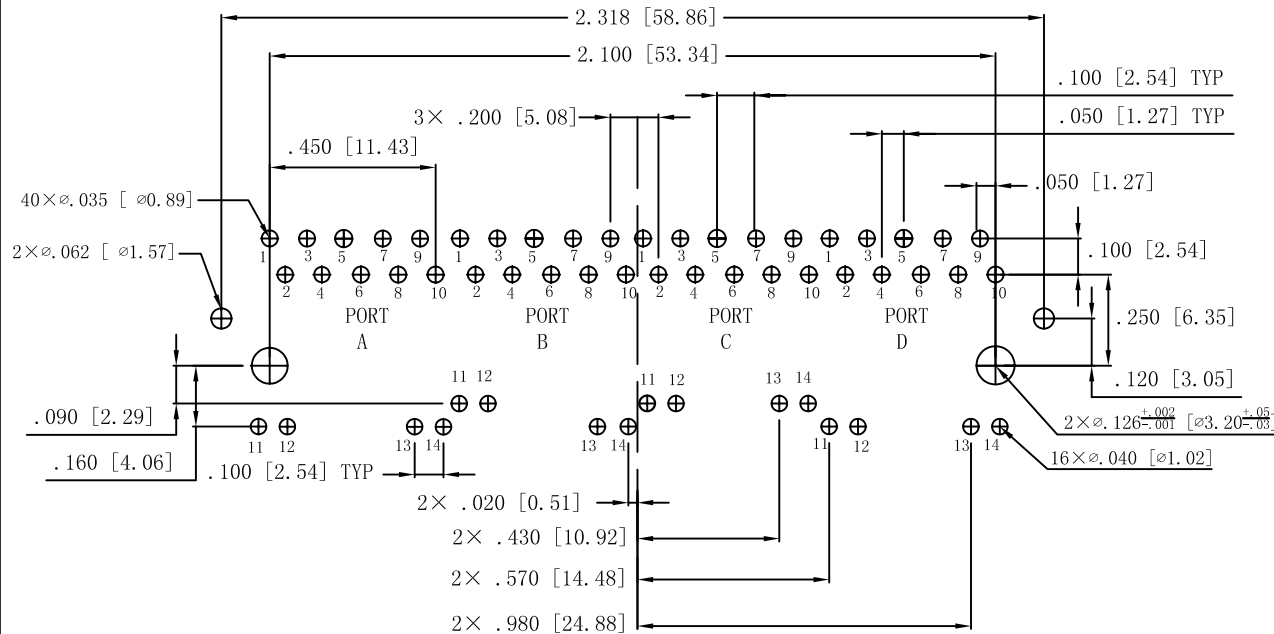 2.318 [58.86]
2.100 [53.34]
.100 [2.54] TYP
3× .200 [5.08]
.050 [1.27] TYP
.450 [11.43]
.050 [1.27]
40×⌀.035 [ ⌀0.89]
2×⌀.062 [ ⌀1.57]
.100 [2.54]
1 3 5 7 9 1 3 5 7 9 1 3 5 7 9 1 3 5 7 9
2 4 6 8 10 2 4 6 8 10 2 4 6 8 10 2 4 6 8 10
PORT PORT PORT PORT
A B C D
.250 [6.35]
.120 [3.05]
11 12 11 12 13 14
.090 [2.29]
2×⌀.126+.002-.001 [⌀3.20+.05-.03
11 12 13 14 13 14 11 12 13 14
.160 [4.06]
.100 [2.54] TYP
16×⌀.040 [⌀1.02]
2× .020 [0.51]
2× .430 [10.92]
2× .570 [14.48]
2× .980 [24.88]